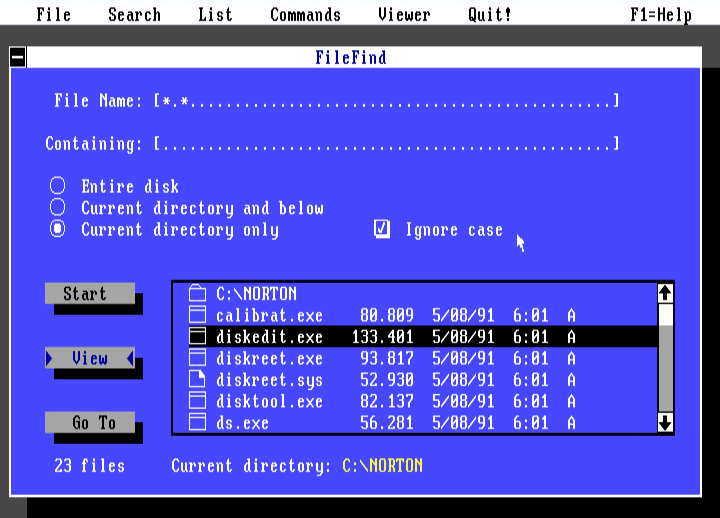 File Search List Commands Viewer Quit! F1=Help
FileFind
File Name: [*.*...............................................]
Containing: [..................................................]
Entire disk
Current directory and below
Current directory only Ignore case
Start C:\NORTON
calibrat.exe 80.809 5/08/91 6:01 A
diskedit.exe 133.401 5/08/91 6:01 A
View diskreet.exe 93.817 5/08/91 6:01 A
diskreet.sys 52.930 5/08/91 6:01 A
disktool.exe 82.137 5/08/91 6:01 A
Go To ds.exe 56.281 5/08/91 6:01 A
23 files Current directory: C:\NORTON